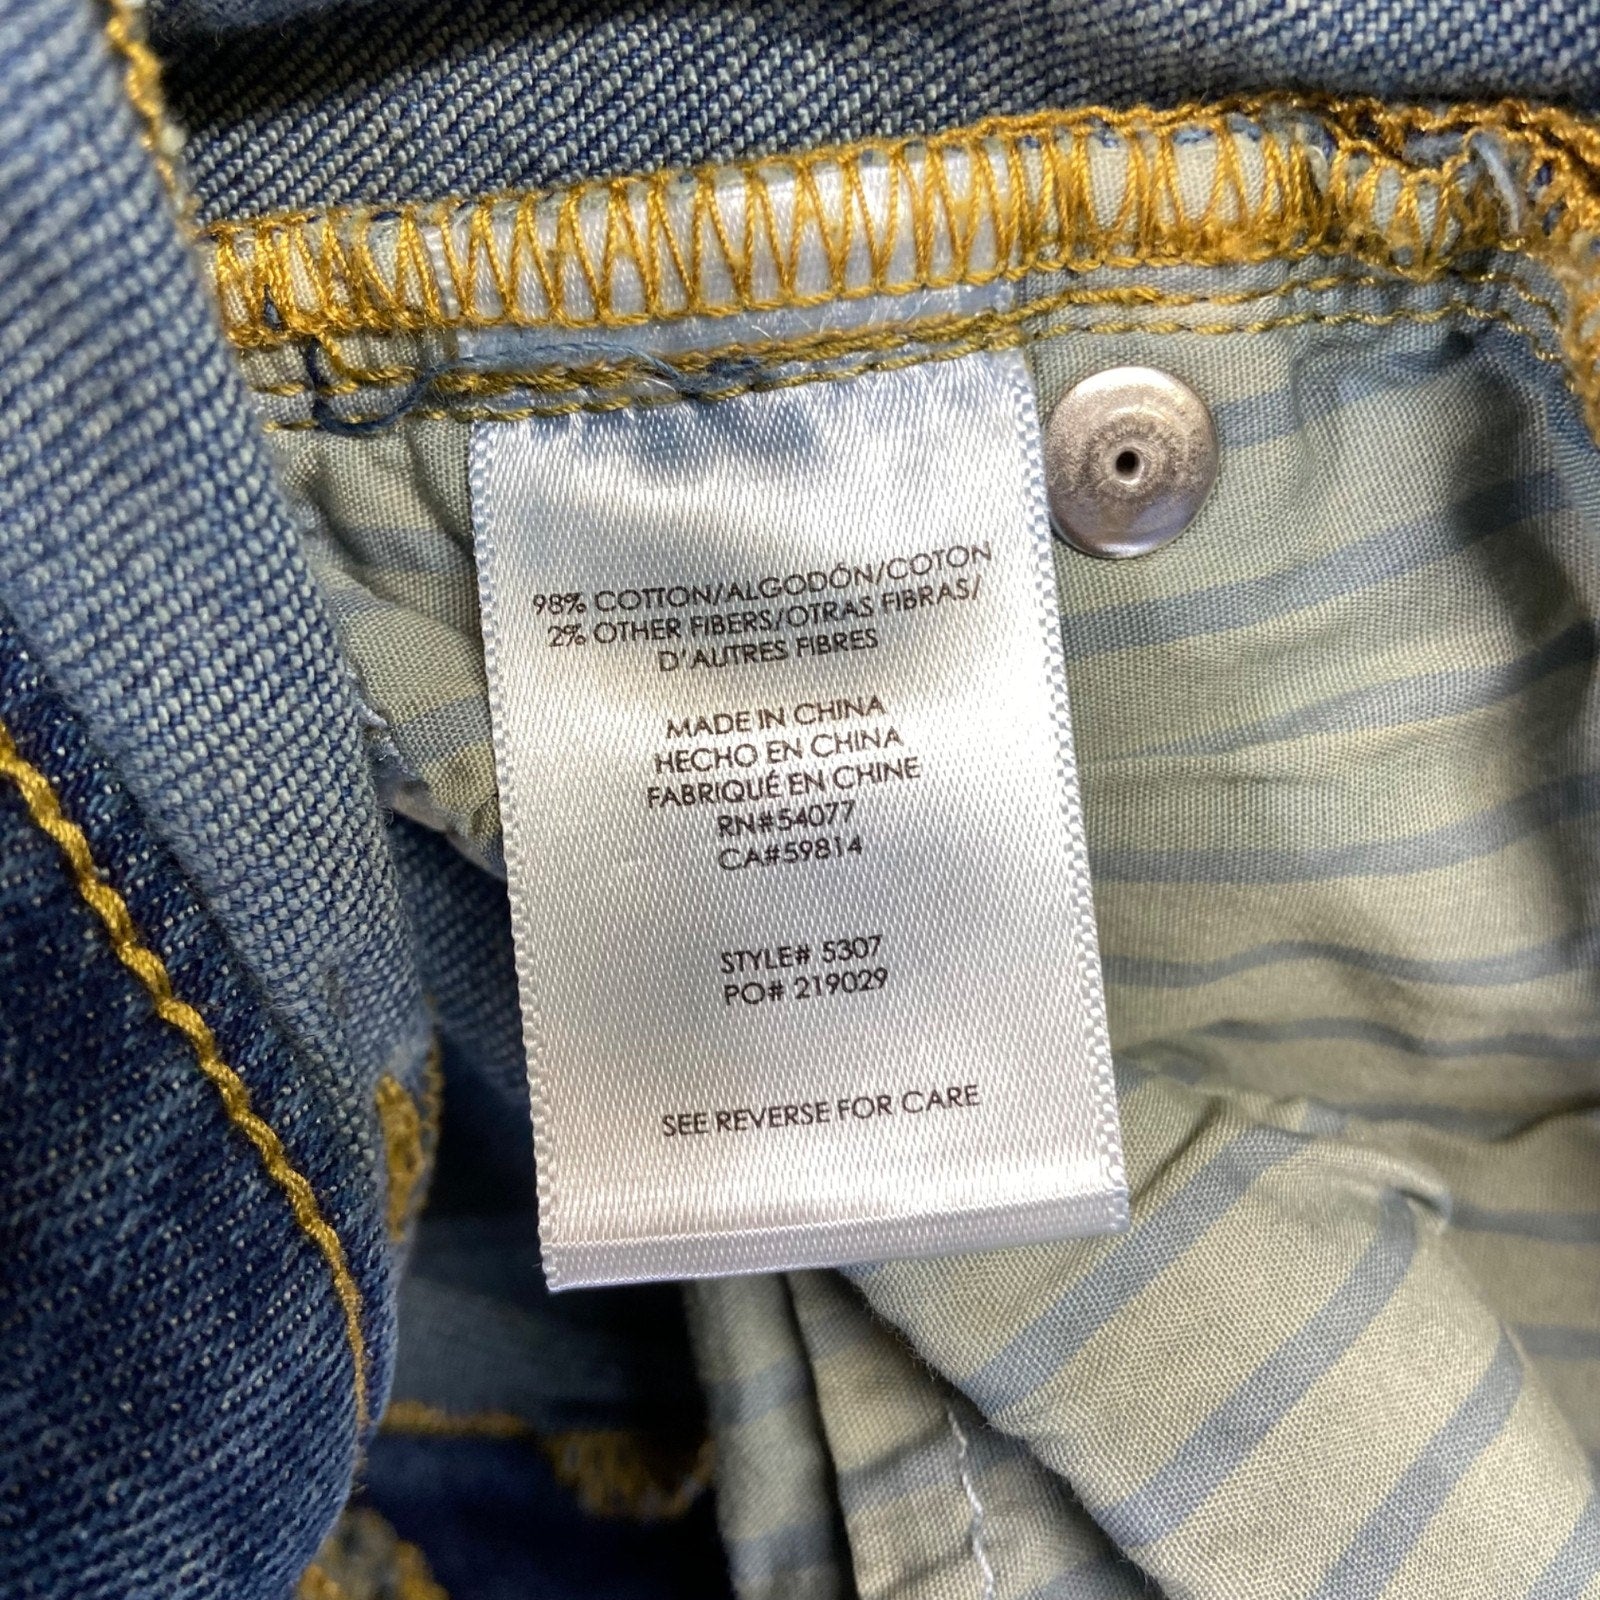 98% COTTON/ALGODÓN/COTON
2% OTHER FIBERS/OTRAS FIBRAS/
D'AUTRES FIBRES
MADE IN CHINA
HECHO EN CHINA
FABRIQUÉ EN CHINE
RN#54077
CA#59814
STYLE# 5307
PO# 219029
SEE REVERSE FOR CARE